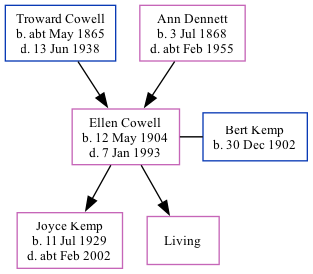 Troward Cowell
b. abt May 1865
d. 13 Jun 1938
Ann Dennett
b. 3 Jul 1868
d. abt Feb 1955
Ellen Cowell
b. 12 May 1904
d. 7 Jan 1993
Bert Kemp
b. 30 Dec 1902
Joyce Kemp
b. 11 Jul 1929
d. abt Feb 2002
Living